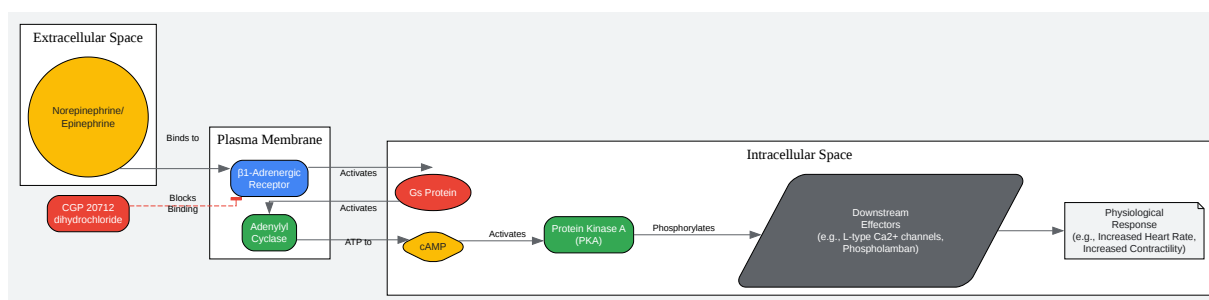 Extracellular Space
Norepinephrine/
Epinephrine
Binds to
Plasma Membrane
β1-Adrenergic
Receptor
CGP 20712
dihydrochloride
Blocks
Binding
Activates
Activates
Adenylyl
Cyclase
ATP to
Intracellular Space
Gs Protein
cAMP
Activates
Protein Kinase A
(PKA)
Phosphorylates
Downstream
Effectors
(e.g., L-type Ca2+ channels,
Phospholamban)
Physiological
Response
(e.g., Increased Heart Rate,
Increased Contractility)